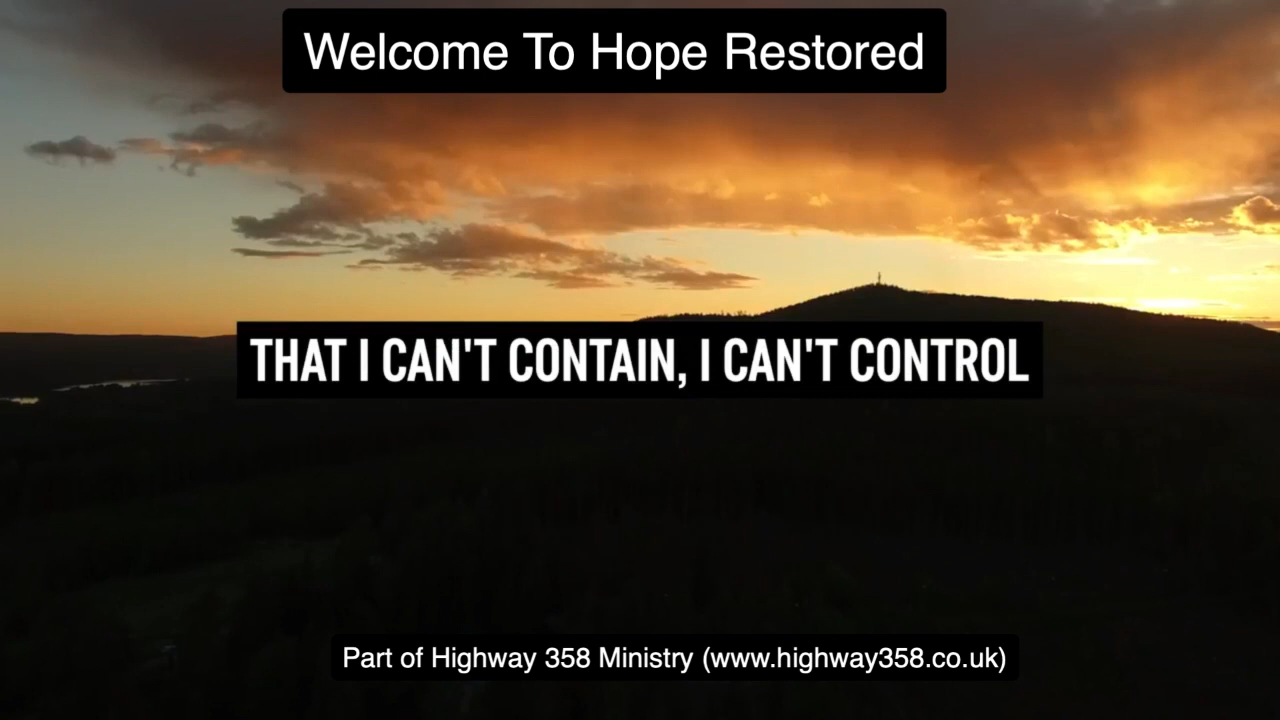 Welcome To Hope Restored
THAT I CAN'T CONTAIN, I CAN'T CONTROL
Part of Highway 358 Ministry (www.highway358.co.uk)